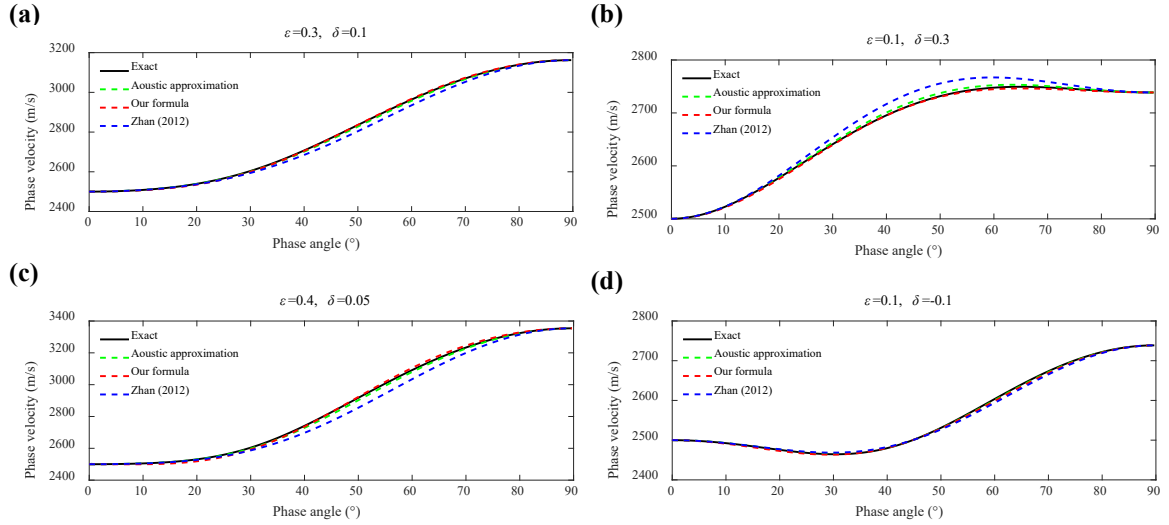 (a)
ε=0.3, δ=0.1
3200
3000
2800
2600
2400
Phase velocity (m/s)
Exact
Aoustic approximation
Our formula
Zhan (2012)
0 10 20 30 40 50 60 70 80 90
Phase angle (°)
(b)
ε=0.1, δ=0.3
2800
2700
2600
2500
Phase velocity (m/s)
Exact
Aoustic approximation
Our formula
Zhan (2012)
0 10 20 30 40 50 60 70 80 90
Phase angle (°)
(c)
ε=0.4, δ=0.05
3400
3200
3000
2800
2600
2400
Phase velocity (m/s)
Exact
Aoustic approximation
Our formula
Zhan (2012)
0 10 20 30 40 50 60 70 80 90
Phase angle (°)
(d)
ε=0.1, δ=-0.1
2800
2700
2600
2500
2400
Phase velocity (m/s)
Exact
Aoustic approximation
Our formula
Zhan (2012)
0 10 20 30 40 50 60 70 80 90
Phase angle (°)